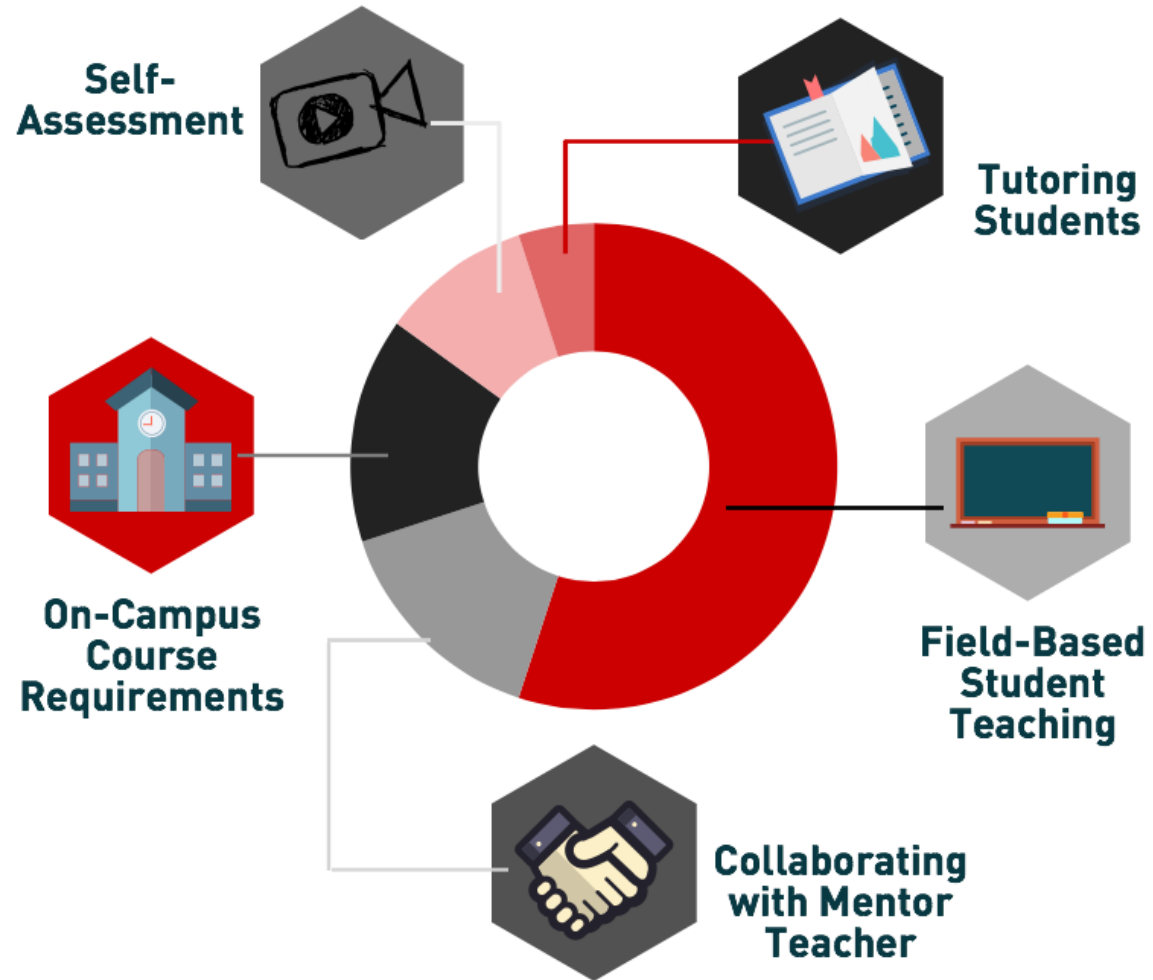 Self-
Assessment
Tutoring
Students
On-Campus
Course
Requirements
Field-Based
Student
Teaching
Collaborating
with Mentor
Teacher